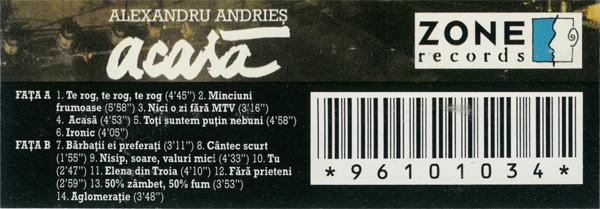 ALEXANDRU ANDRIEȘ
acasă
ZONE
records
FAȚA A 1. Te rog, te rog, te rog (4'45") 2. Minciuni
frumoase (5'58") 3. Nici o zi fără MTV (3'16")
4. Acasă (4'53") 5. Toți suntem puțin nebuni (4'58")
6. Ironic (4'05")
FAȚA B 7. Bărbații ei preferați (3'11") 8. Cântec scurt
(1'55") 9. Nisip, soare, valuri mici (4'33") 10. Tu
(2'47") 11. Elena din Troia (4'10") 12. Fără prieteni
(2'59") 13. 50% zâmbet, 50% fum (3'53")
14. Aglomerație (3'48")
*96101034*